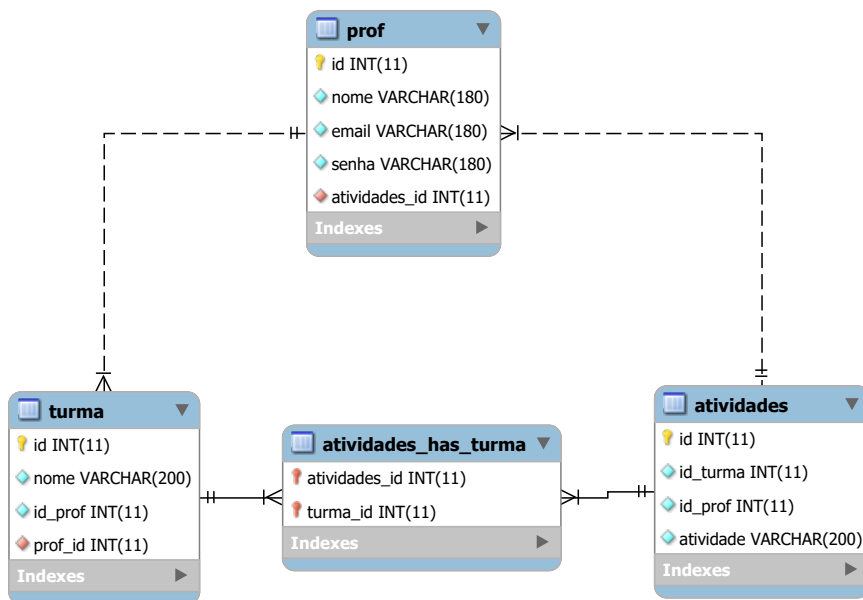 prof
id INT(11)
nome VARCHAR(180)
email VARCHAR(180)
senha VARCHAR(180)
atividades_id INT(11)
Indexes
turma
id INT(11)
nome VARCHAR(200)
id_prof INT(11)
prof_id INT(11)
Indexes
atividades_has_turma
atividades_id INT(11)
turma_id INT(11)
Indexes
atividades
id INT(11)
id_turma INT(11)
id_prof INT(11)
atividade VARCHAR(200)
Indexes